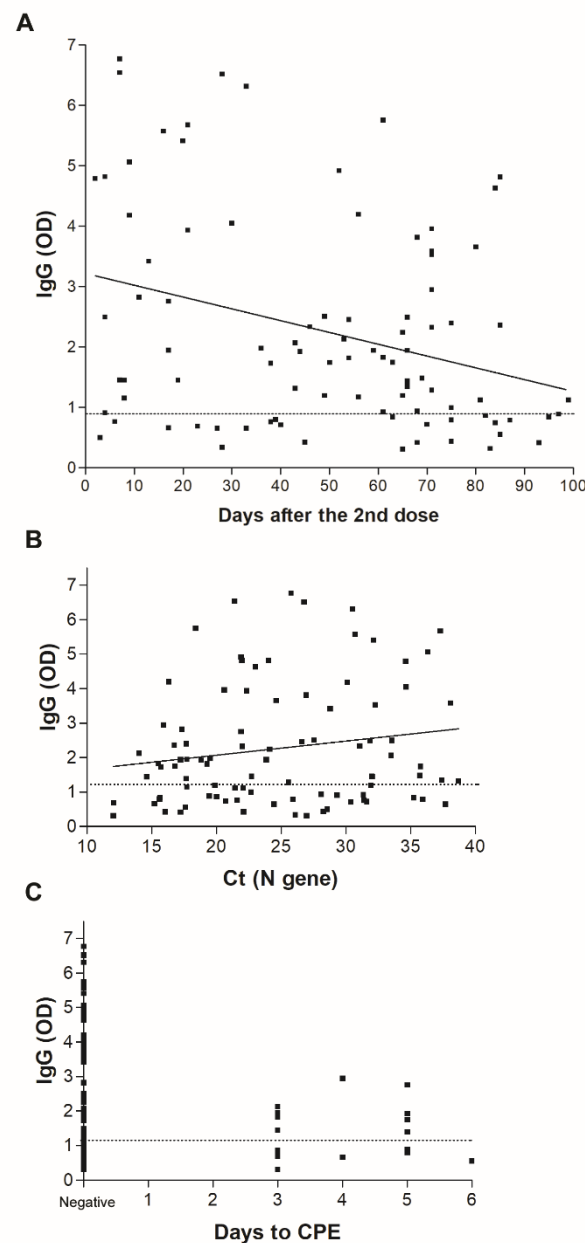 A
7
6
5
4
3
2
1
0
IgG (OD)
0 10 20 30 40 50 60 70 80 90 100
Days after the 2nd dose
B
7
6
5
4
3
2
1
0
IgG (OD)
10 15 20 25 30 35 40
Ct (N gene)
C
7
6
5
4
3
2
1
0
IgG (OD)
Negative 1 2 3 4 5 6
Days to CPE